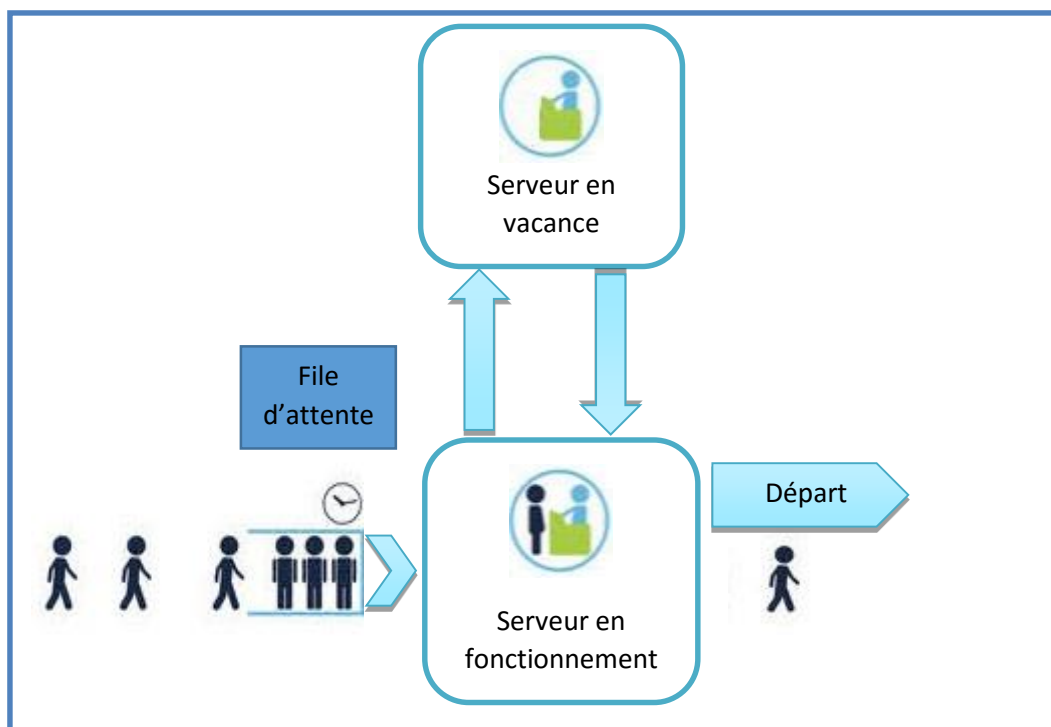 Serveur en
vacance
File
d’attente
Départ
Serveur en
fonctionnement